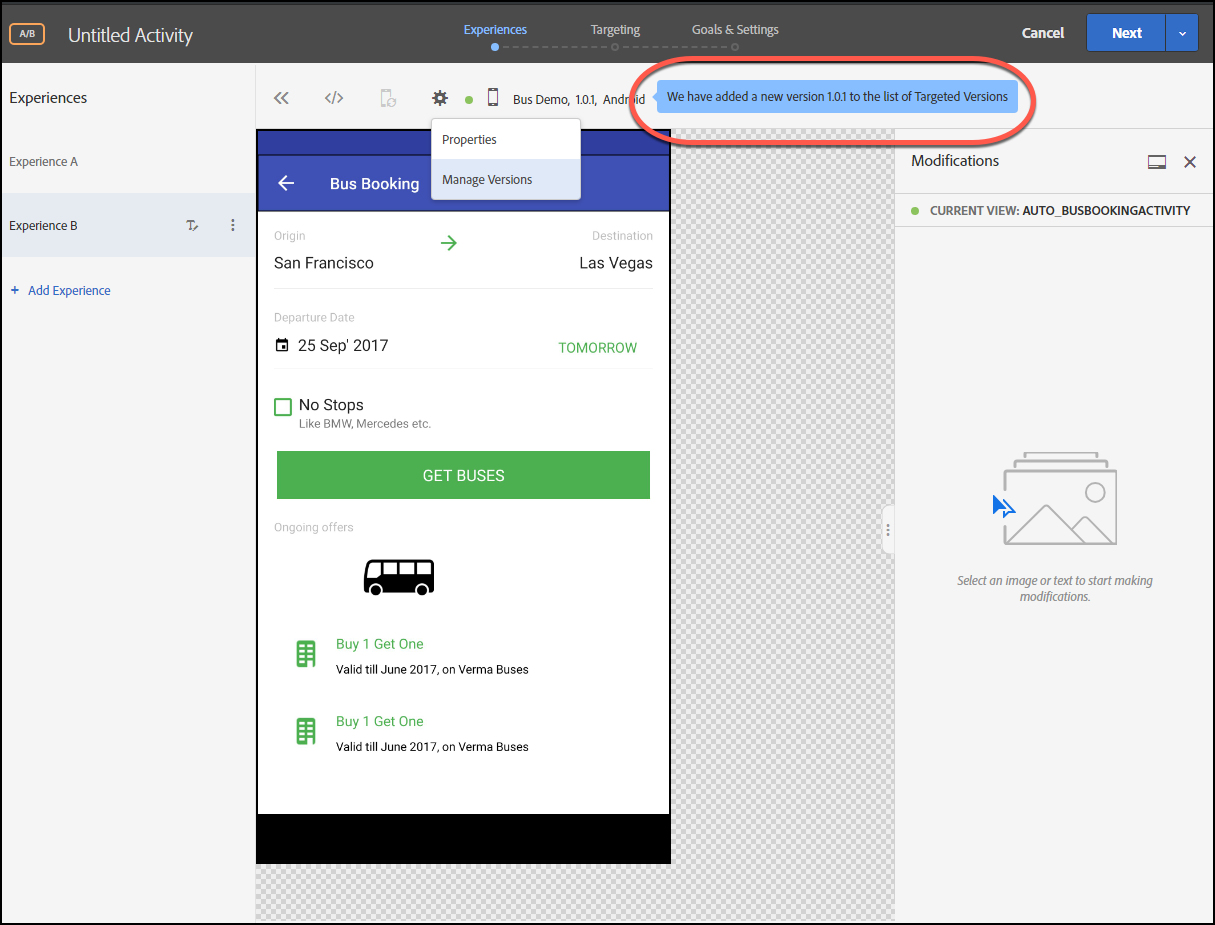 A/B
Untitled Activity
Experiences
Targeting
Goals & Settings
Cancel
Next
Experiences
</>
Bus Demo, 1.0.1, Android
We have added a new version 1.0.1 to the list of Targeted Versions
Properties
Manage Versions
Experience A
Experience B
+ Add Experience
Bus Booking
Origin
Destination
San Francisco
Las Vegas
Departure Date
25 Sep' 2017
TOMORROW
No Stops
Like BMW, Mercedes etc.
GET BUSES
Ongoing offers
Buy 1 Get One
Valid till June 2017, on Verma Buses
Buy 1 Get One
Valid till June 2017, on Verma Buses
Modifications
CURRENT VIEW: AUTO_BUSBOOKINGACTIVITY
Select an image or text to start making
modifications.